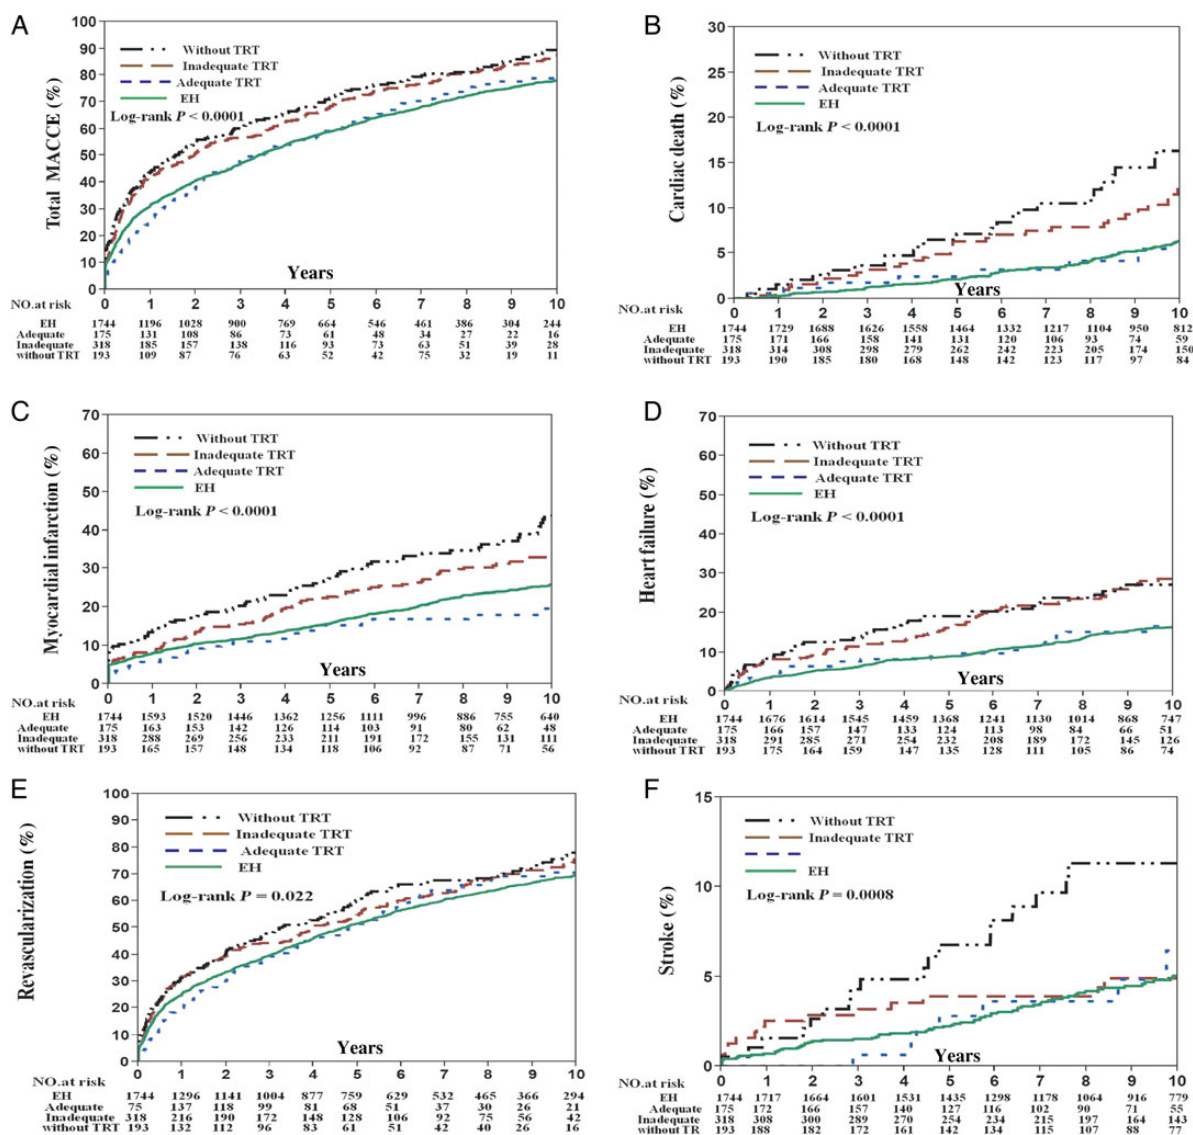 A
Total MACCE (%)
100
90
80
70
60
50
40
30
20
10
0
Without TRT
Inadequate TRT
Adequate TRT
EH
Log-rank P < 0.0001
Years
0 1 2 3 4 5 6 7 8 9 10
NO.at risk
EH 1744 1196 1028 900 769 664 546 461 386 304 244
Adequate 175 131 108 86 73 61 48 34 27 22 16
Inadequate 318 185 157 138 116 93 73 63 51 39 28
without TRT 193 109 87 76 63 52 42 75 32 19 11
B
Cardiac death (%)
30
25
20
15
10
5
0
Without TRT
Inadequate TRT
Adequate TRT
EH
Log-rank P < 0.0001
Years
0 1 2 3 4 5 6 7 8 9 10
NO.at risk
EH 1744 1729 1688 1626 1558 1464 1332 1217 1104 950 812
Adequate 175 171 166 158 141 131 120 106 93 74 59
Inadequate 318 314 308 298 279 262 242 223 205 174 150
without TRT 193 190 185 180 168 148 142 123 117 97 84
C
Myocardial infarction (%)
70
60
50
40
30
20
10
0
Without TRT
Inadequate TRT
Adequate TRT
EH
Log-rank P < 0.0001
Years
0 1 2 3 4 5 6 7 8 9 10
NO.at risk
EH 1744 1593 1520 1446 1362 1256 1111 996 886 755 640
Adequate 175 163 153 142 126 114 103 91 80 62 48
Inadequate 318 288 269 256 233 211 191 172 155 131 111
without TRT 193 165 157 148 134 118 106 92 87 71 56
D
Heart failure (%)
70
60
50
40
30
20
10
0
Without TRT
Inadequate TRT
Adequate TRT
EH
Log-rank P < 0.0001
Years
0 1 2 3 4 5 6 7 8 9 10
NO.at risk
EH 1744 1676 1614 1545 1459 1368 1241 1130 1014 868 747
Adequate 175 166 157 147 133 124 113 98 84 66 51
Inadequate 318 291 285 271 254 232 208 189 172 145 126
without TRT 193 175 164 159 147 135 128 111 105 86 74
E
Revascularization (%)
100
90
80
70
60
50
40
30
20
10
0
Without TRT
Inadequate TRT
Adequate TRT
EH
Log-rank P = 0.022
Years
0 1 2 3 4 5 6 7 8 9 10
NO.at risk
EH 1744 1296 1141 1004 877 759 629 532 465 366 294
Adequate 75 137 118 99 81 68 51 37 30 26 21
Inadequate 318 216 190 172 148 128 106 92 75 56 42
without TRT 193 132 112 96 83 61 51 42 40 26 16
F
Stroke (%)
15
10
5
0
Without TRT
Inadequate TRT
EH
Log-rank P = 0.0008
Years
0 1 2 3 4 5 6 7 8 9 10
NO.at risk
EH 1744 1717 1664 1601 1531 1435 1298 1178 1064 916 779
Adequate 175 172 166 157 140 127 116 102 90 71 55
Inadequate 318 308 300 289 270 254 234 215 197 164 143
without TR 193 188 182 172 161 142 134 115 107 88 77